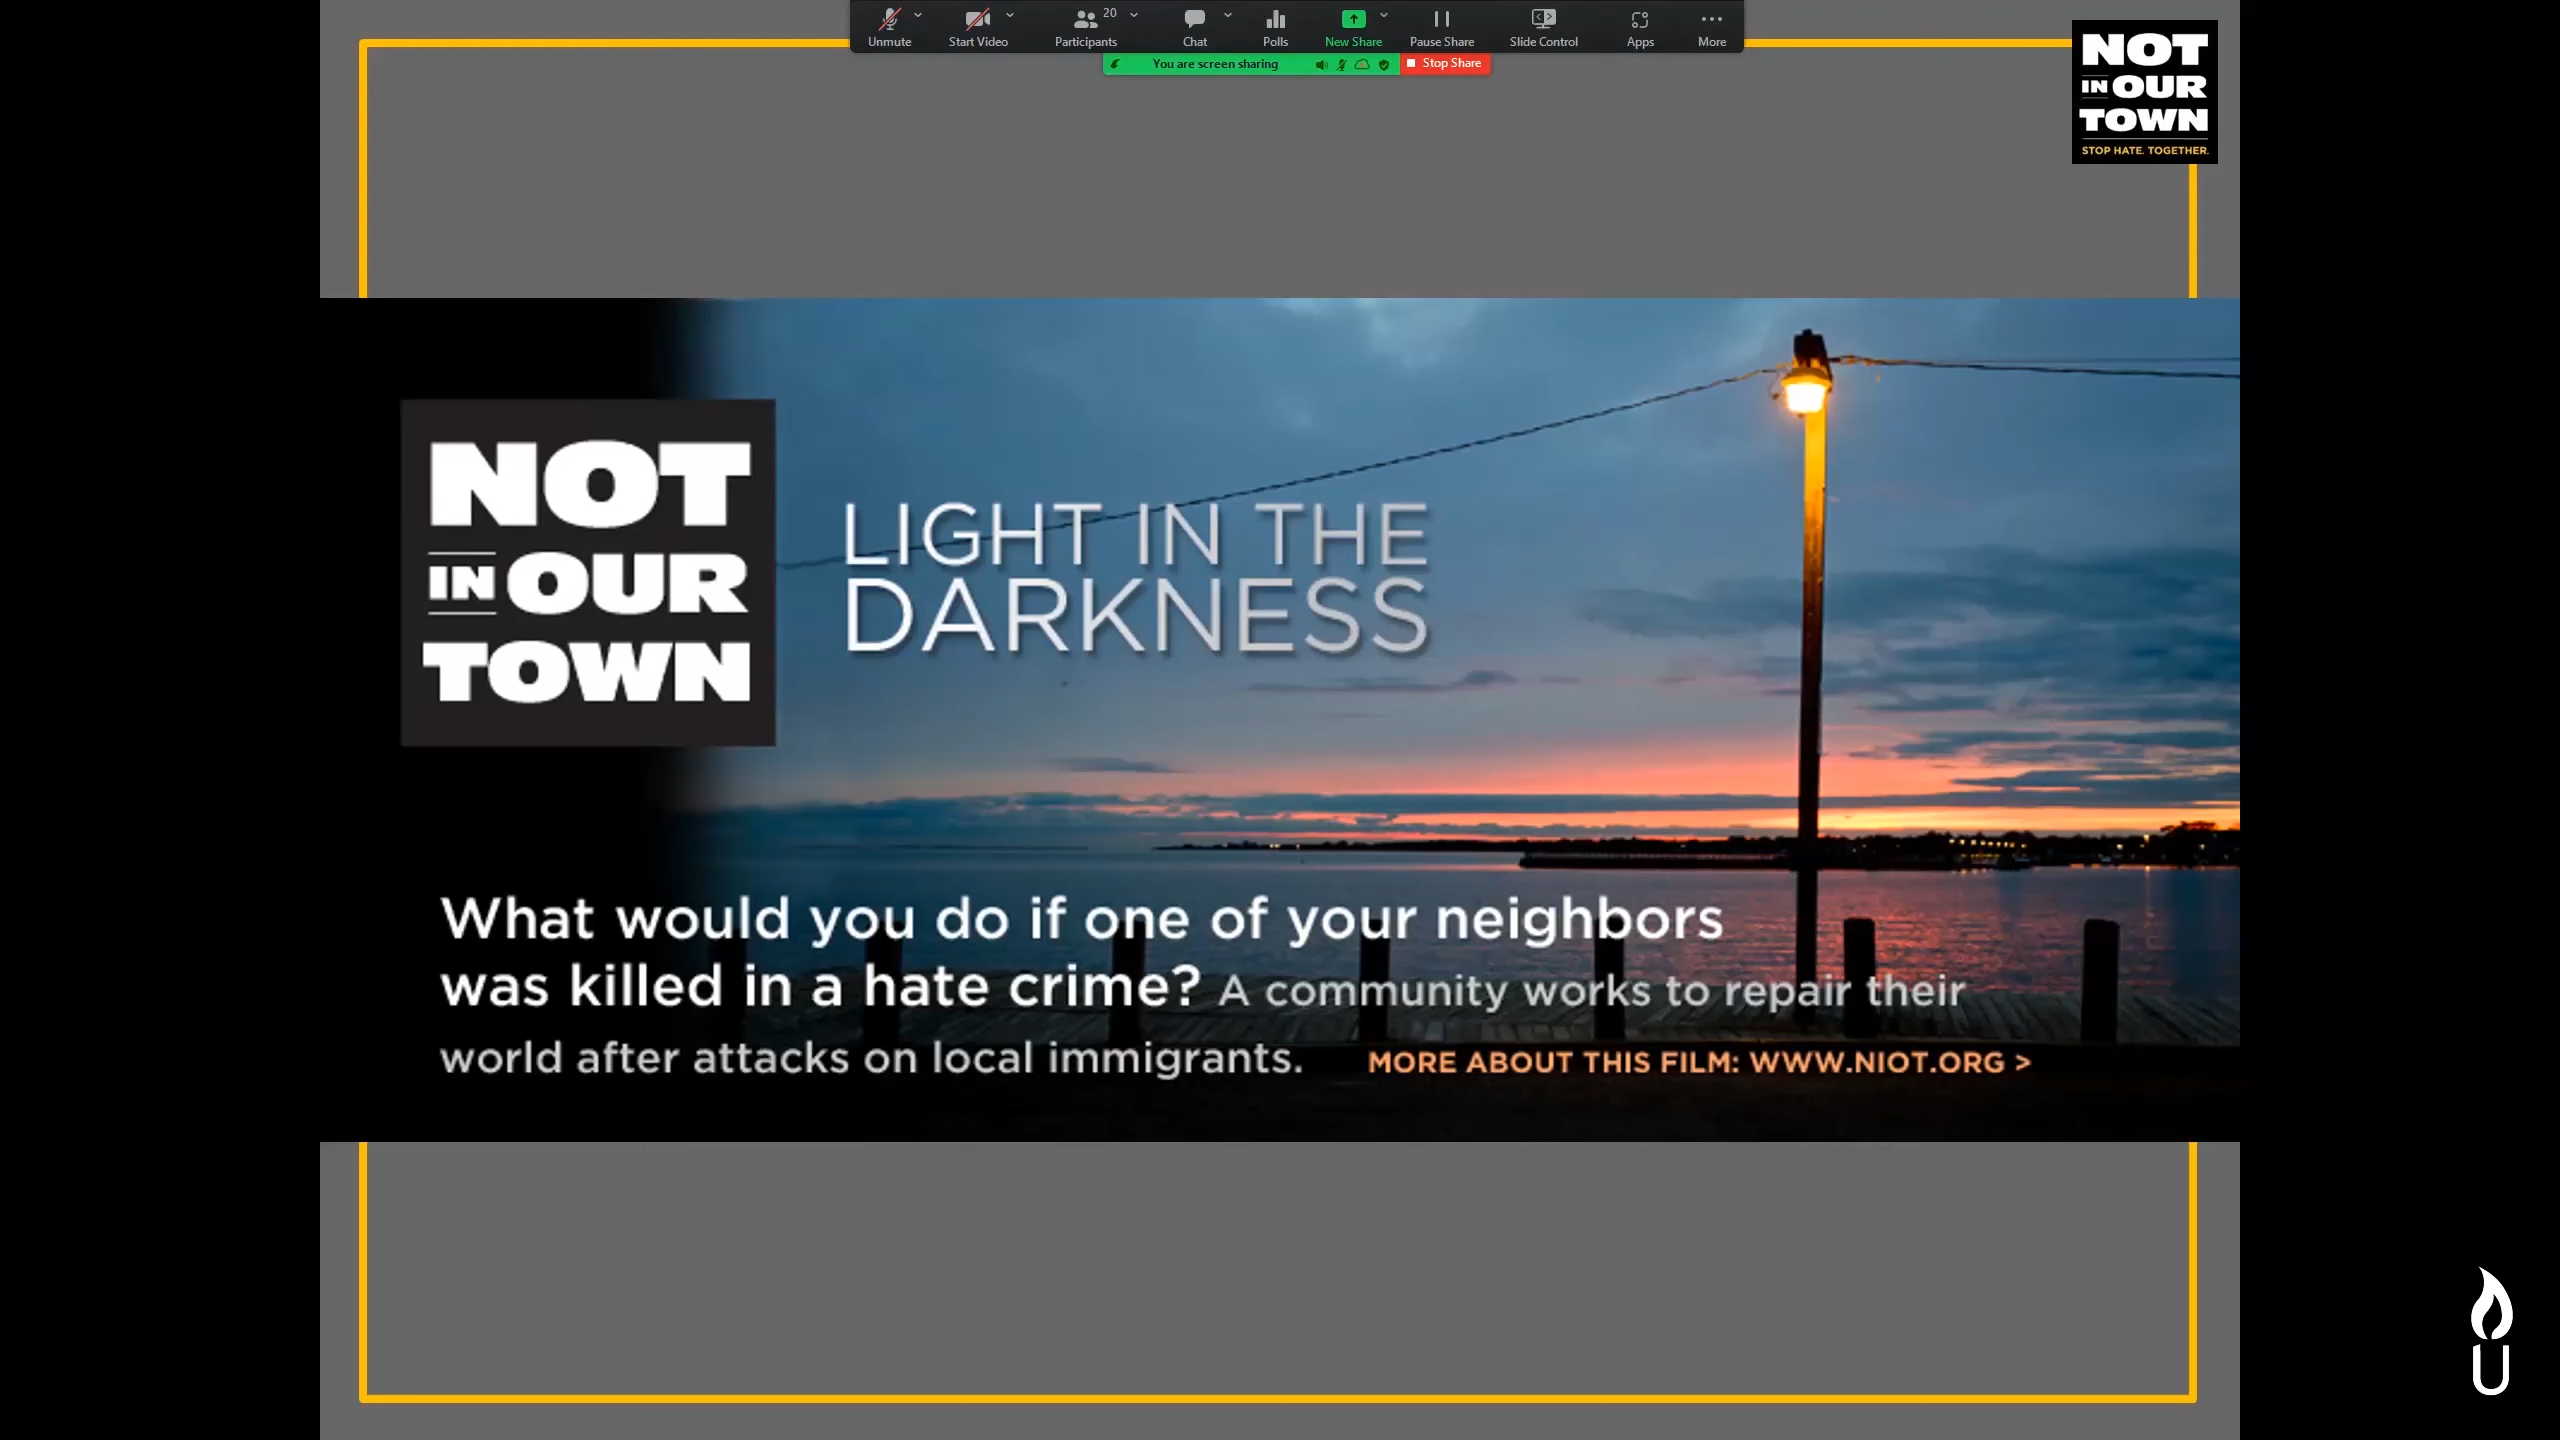 20
Unmute
Start Video
Participants
Chat
Polls
New Share
Pause Share
Slide Control
Apps
More
You are screen sharing
Stop Share
NOT
IN OUR
TOWN
STOP HATE. TOGETHER.
NOT
IN OUR
TOWN
LIGHT IN THE
DARKNESS
What would you do if one of your neighbors
was killed in a hate crime? A community works to repair their
world after attacks on local immigrants.
MORE ABOUT THIS FILM: WWW.NIOT.ORG >